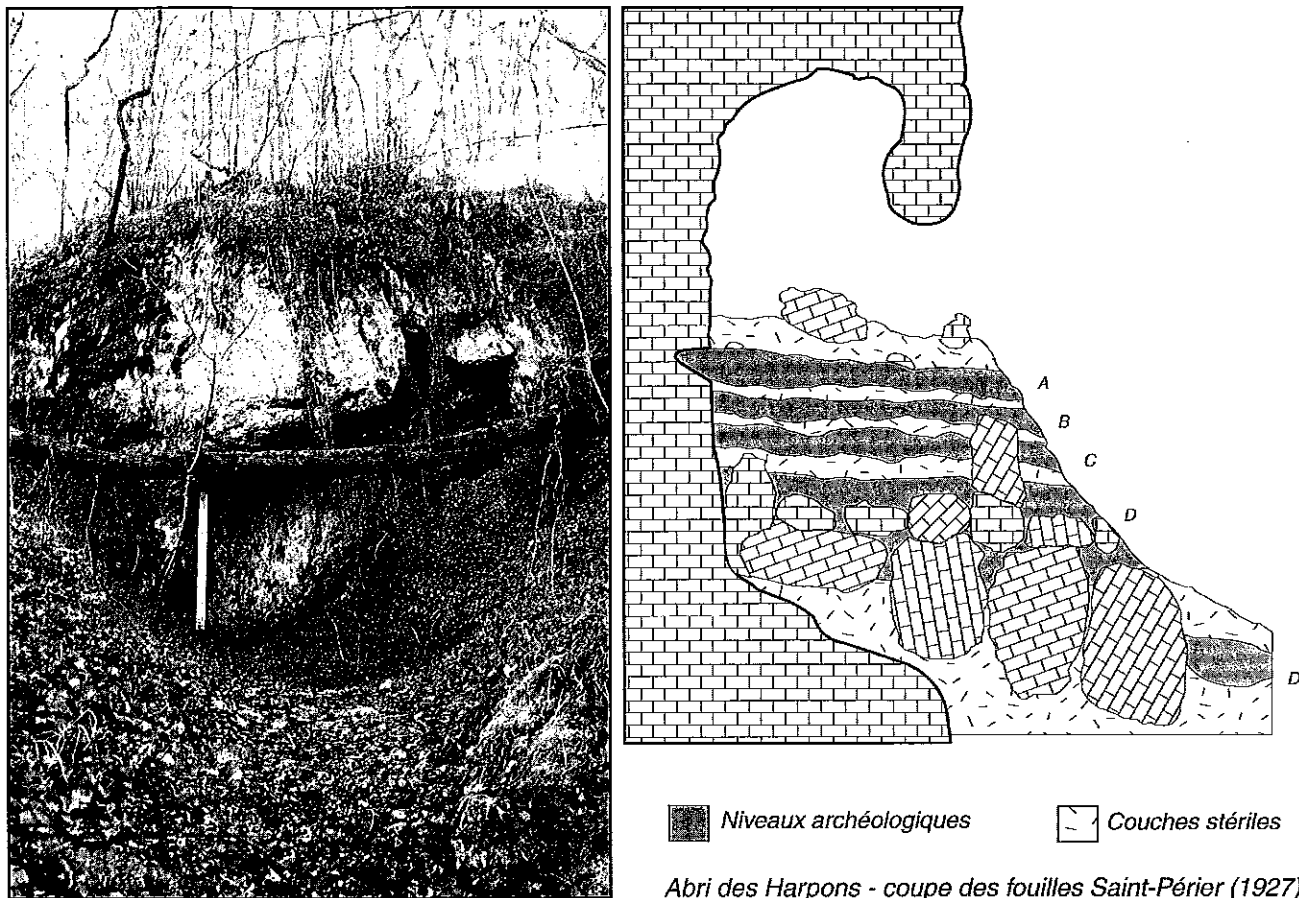 A
B
C
D
D
Niveaux archéologiques
Couches stériles
Abri des Harpons - coupe des fouilles Saint-Périer (1927)